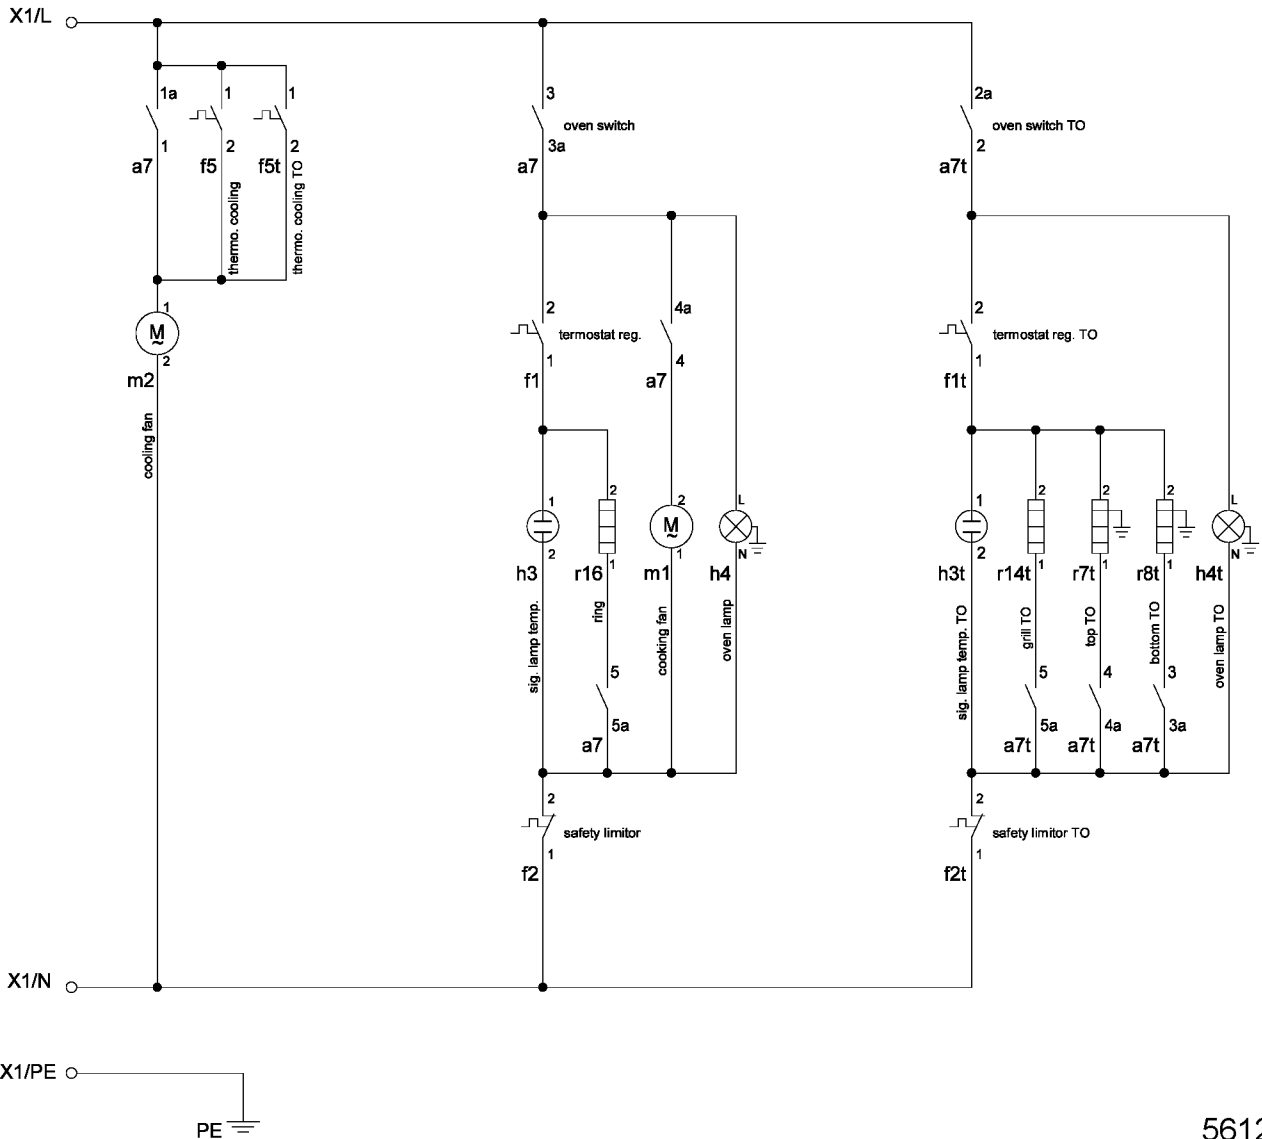 X1/L
1a
1
1
3
2a
oven switch
oven switch TO
1
2
2
3a
2
a7
f5
f5t
a7
a7t
thermo. cooling
thermo. cooling TO
1
2
4a
2
M
~
termostat reg.
termostat reg. TO
2
1
4
1
m2
f1
a7
f1t
cooling fan
1
2
2
L
1
2
2
2
L
M
~
2
1
1
N
2
1
1
1
N
h3
r16
m1
h4
h3t
r14t
r7t
r8t
h4t
sig. lamp temp.
ring
cooking fan
oven lamp
sig. lamp temp. TO
grill TO
top TO
bottom TO
oven lamp TO
5
5
4
3
5a
5a
4a
3a
a7
a7t
a7t
a7t
2
2
safety limitor
safety limitor TO
1
1
f2
f2t
X1/N
X1/PE
PE
5612